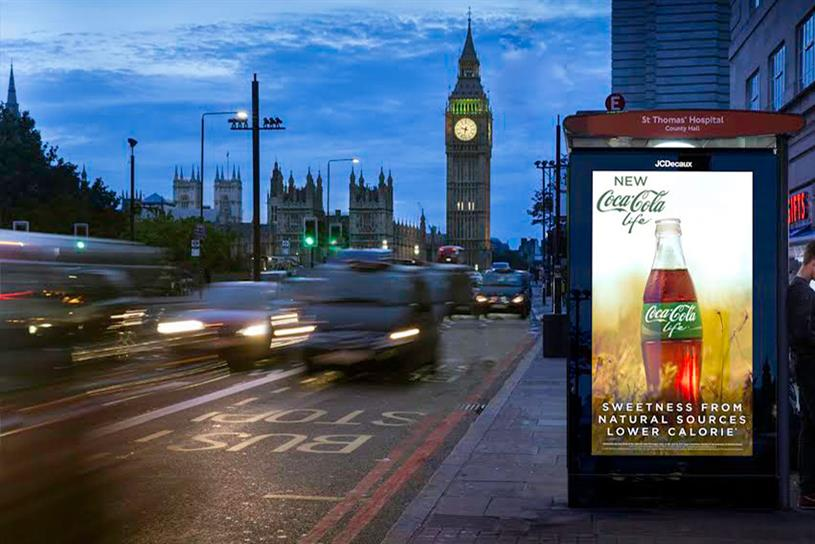 E
St Thomas' Hospital
County Hall
JCDecaux
NEW
Coca-Cola
life
Coca-Cola
life
SWEETNESS FROM
NATURAL SOURCES
LOWER CALORIE*
GIFTS
BUS
STOP